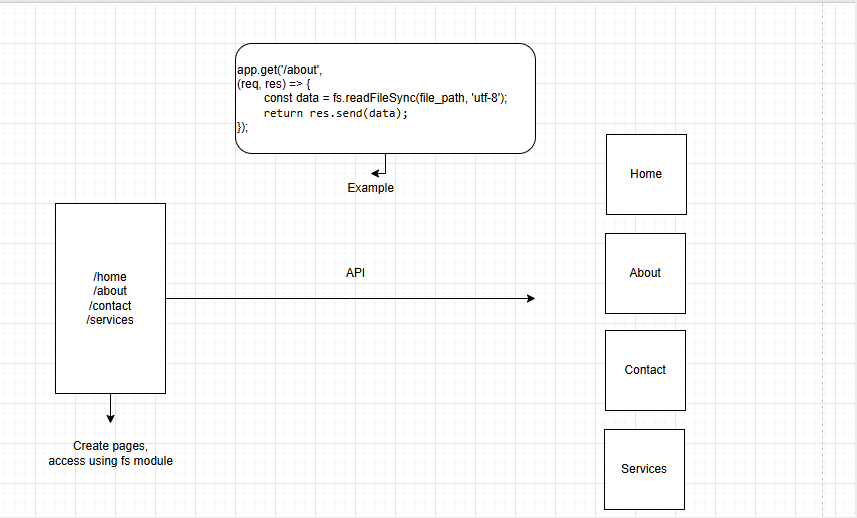 app.get('/about',
(req, res) => {
const data = fs.readFileSync(file_path, 'utf-8');
return res.send(data);
});
Example
Home
/home
/about
/contact
/services
API
About
Contact
Create pages,
access using fs module
Services